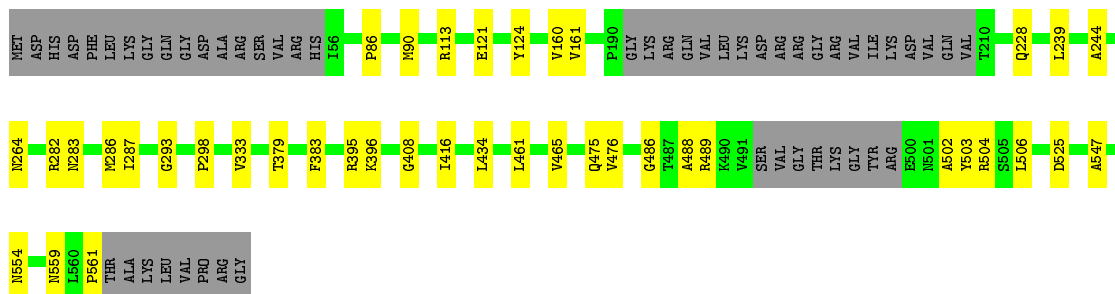 MET ASP HIS ASP PHE LEU LYS GLY GLN GLY ASP ALA ARG SER VAL ARG HIS I56 P86 M90 R113 E121 Y124 V160 V161 P190 GLY LYS ARG GLN VAL LEU LYS ASP ARG ARG GLY ARG VAL ILE LYS ASP VAL GLN VAL T210 Q228 L239 A244
N264 R282 N283 M286 I287 G293 P298 V333 T379 F383 R395 K396 G408 I416 L434 L461 V465 Q475 V476 G486 T487 A488 R489 K490 V491 SER VAL GLY THR LYS GLY TYR ARG E500 N501 A502 Y503 R504 S505 L506 D525 A547
N554 N559 L560 P561 THR ALA LYS LEU VAL PRO ARG GLY